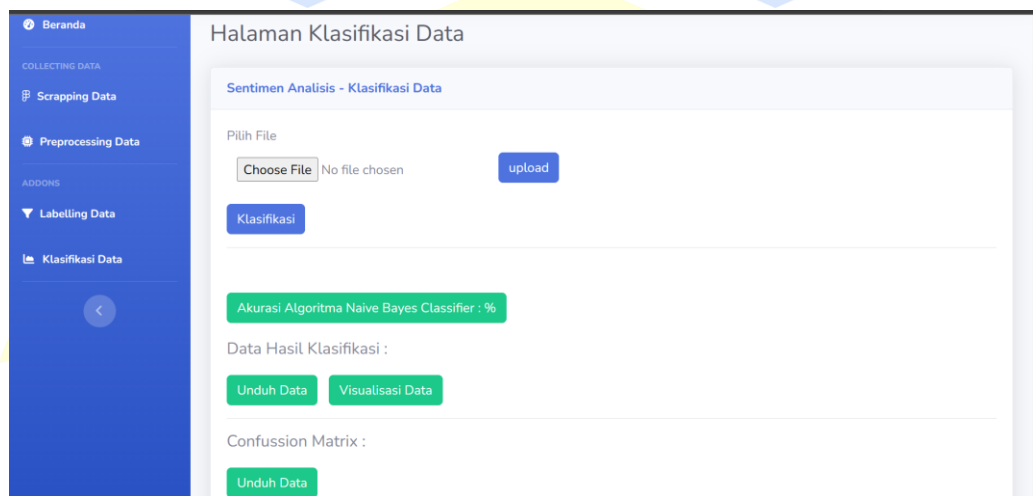 Beranda
COLLECTING DATA
Scrapping Data
Preprocessing Data
ADDONS
Labelling Data
Klasifikasi Data
Halaman Klasifikasi Data
Sentimen Analisis - Klasifikasi Data
Pilih File
Choose File No file chosen upload
Klasifikasi
Akurasi Algoritma Naive Bayes Classifier : %
Data Hasil Klasifikasi :
Unduh Data Visualisasi Data
Confussion Matrix :
Unduh Data